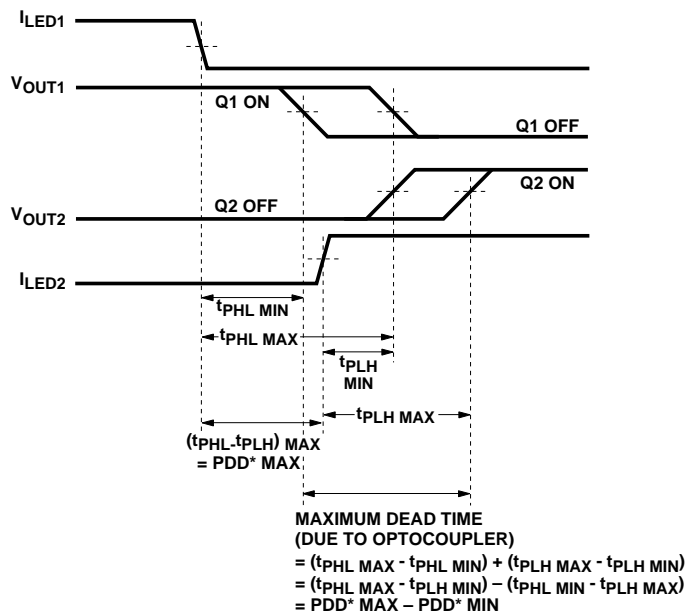 ILED1
VOUT1
Q1 ON
Q1 OFF
Q2 OFF
Q2 ON
VOUT2
ILED2
tPHL MIN
tPHL MAX
tPLH
MIN
tPLH MAX
(tPHL-tPLH) MAX
= PDD* MAX
MAXIMUM DEAD TIME
(DUE TO OPTOCOUPLER)
= (tPHL MAX - tPHL MIN) + (tPLH MAX - tPLH MIN)
= (tPHL MAX - tPLH MIN) – (tPHL MIN - tPLH MAX)
= PDD* MAX – PDD* MIN